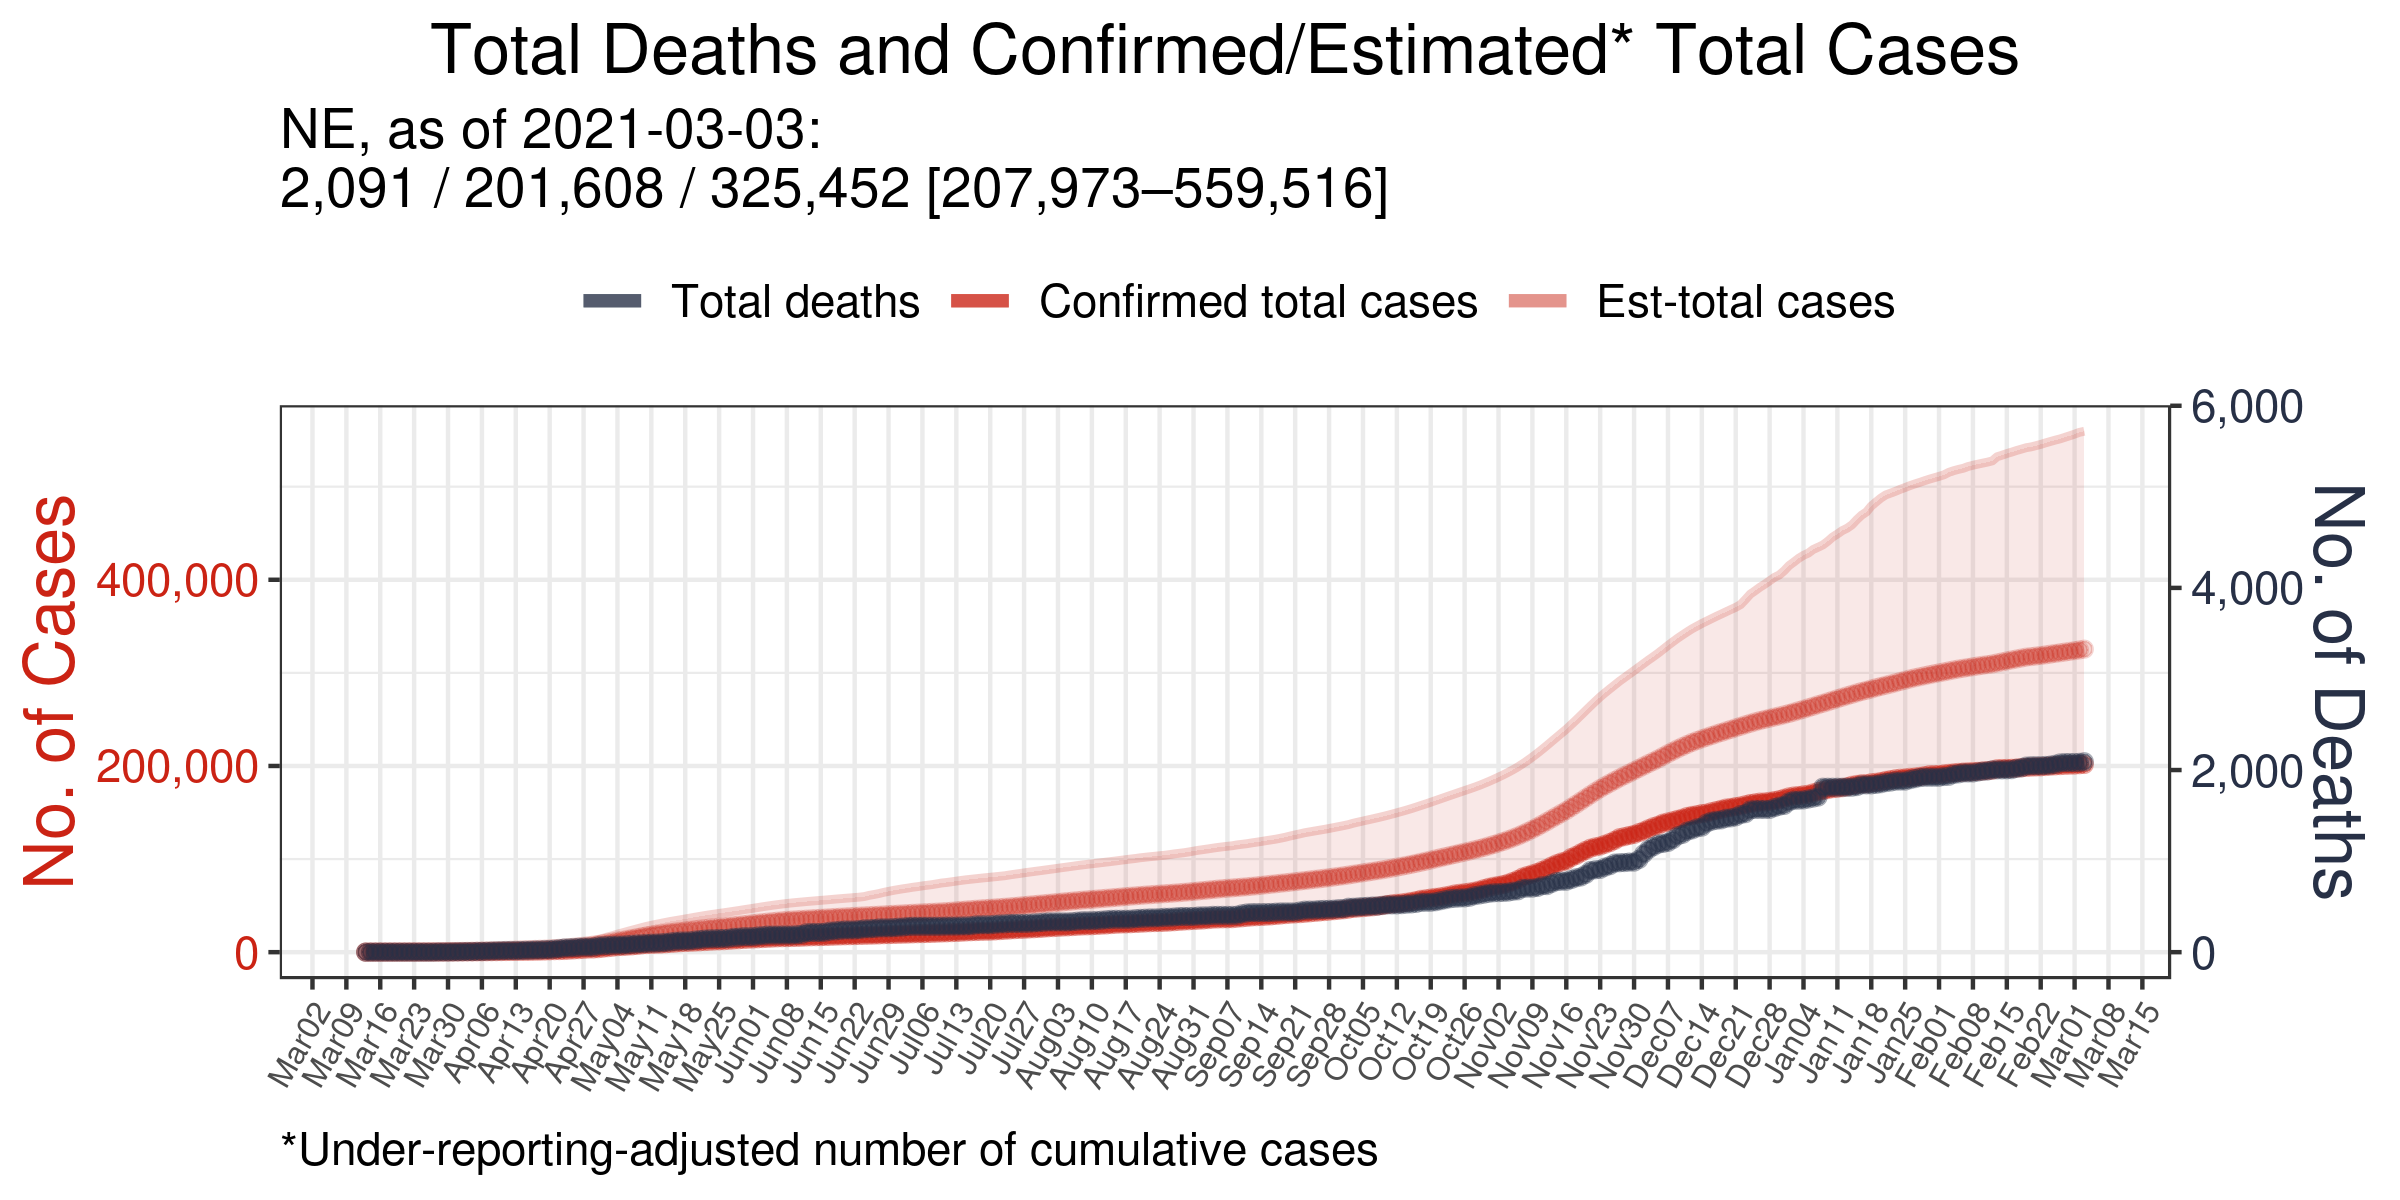 Total Deaths and Confirmed/Estimated* Total Cases
NE, as of 2021-03-03:
2,091 / 201,608 / 325,452 [207,973–559,516]
Total deaths
Confirmed total cases
Est-total cases
No. of Cases
400,000
200,000
0
6,000
4,000
2,000
0
No. of Deaths
Mar02
Mar09
Mar16
Mar23
Mar30
Apr06
Apr13
Apr20
Apr27
May04
May11
May18
May25
Jun01
Jun08
Jun15
Jun22
Jun29
Jul06
Jul13
Jul20
Jul27
Aug03
Aug10
Aug17
Aug24
Aug31
Sep07
Sep14
Sep21
Sep28
Oct05
Oct12
Oct19
Oct26
Nov02
Nov09
Nov16
Nov23
Nov30
Dec07
Dec14
Dec21
Dec28
Jan04
Jan11
Jan18
Jan25
Feb01
Feb08
Feb15
Feb22
Mar01
Mar08
Mar15
*Under-reporting-adjusted number of cumulative cases